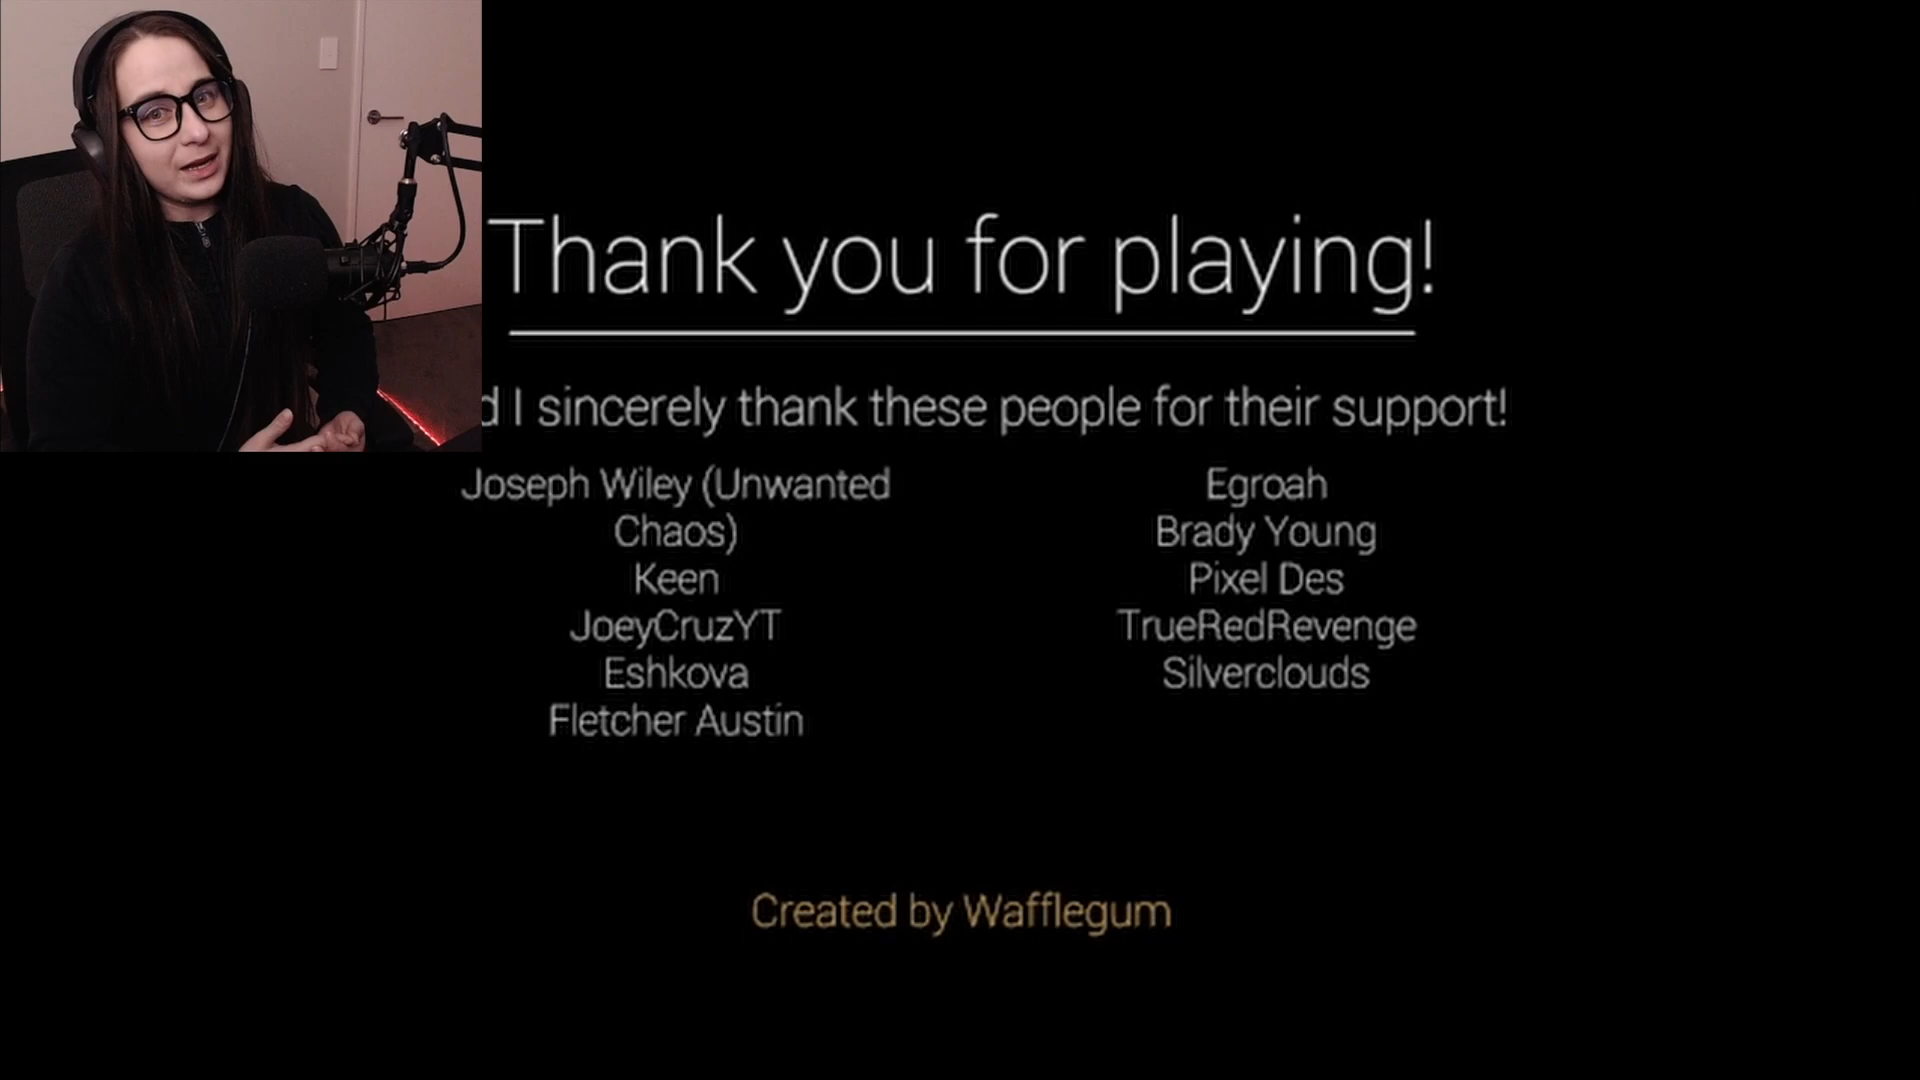 Thank you for playing!
d I sincerely thank these people for their support!
Joseph Wiley (Unwanted
Chaos)
Keen
JoeyCruzYT
Eshkova
Fletcher Austin
Egroah
Brady Young
Pixel Des
TrueRedRevenge
Silverclouds
Created by Wafflegum